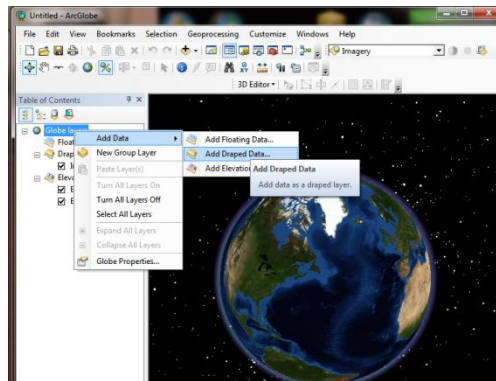 Untitled - ArcGlobe
File Edit View Bookmarks Selection Geoprocessing Customize Windows Help
Imagery
3D Editor
Table of Contents
Globe layers
Float
Drap
Elev
Add Data
New Group Layer
Paste Layer(s)
Turn All Layers On
Turn All Layers Off
Select All Layers
Expand All Layers
Collapse All Layers
Globe Properties...
Add Floating Data...
Add Draped Data...
Add Elevation
Add Draped Data
Add data as a draped layer.